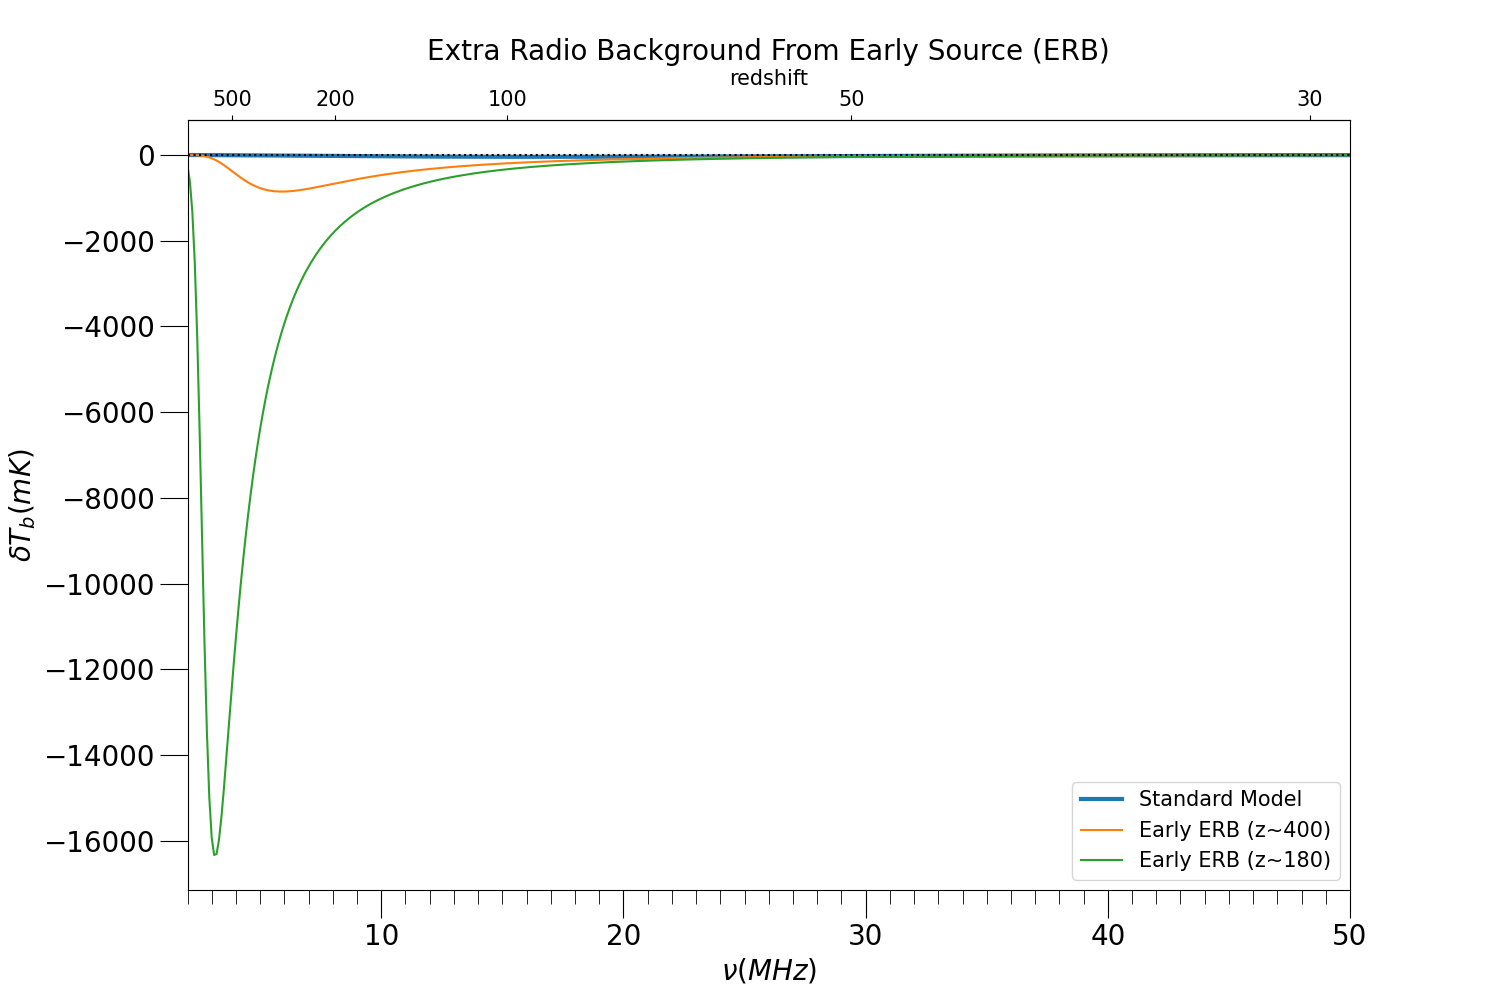 Extra Radio Background From Early Source (ERB)
redshift
500 200 100 50 30
0
−2000
−4000
−6000
−8000
−10000
−12000
−14000
−16000
δT_b(mK)
Standard Model
Early ERB (z~400)
Early ERB (z~180)
10 20 30 40 50
ν(MHz)